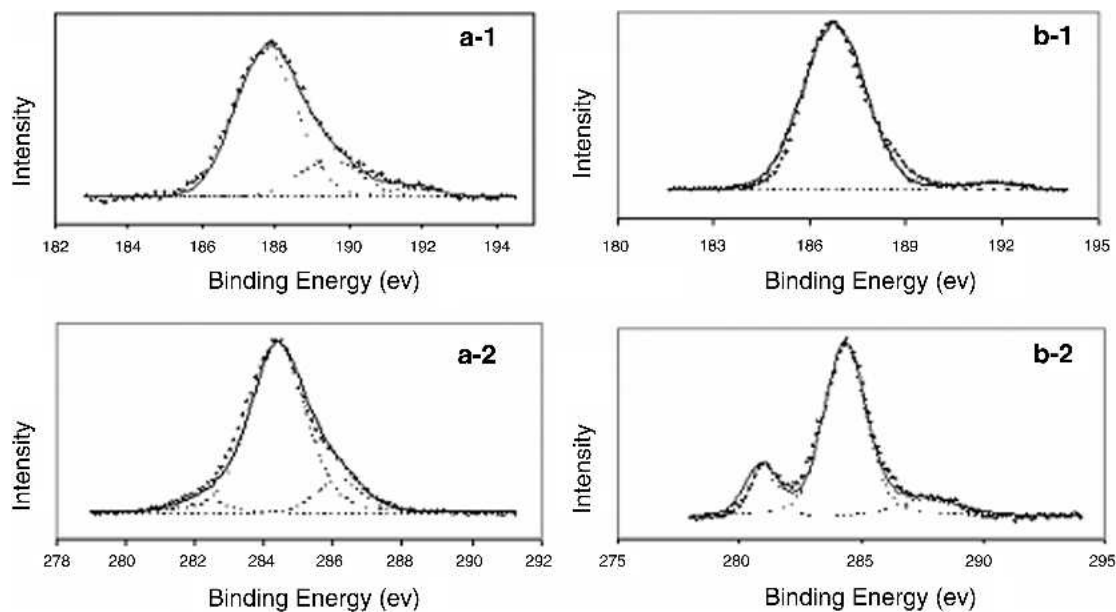 a-1
Intensity
182 184 186 188 190 192 194
Binding Energy (ev)
b-1
Intensity
180 183 186 189 192 195
Binding Energy (ev)
a-2
Intensity
278 280 282 284 286 288 290 292
Binding Energy (ev)
b-2
Intensity
275 280 285 290 295
Binding Energy (ev)